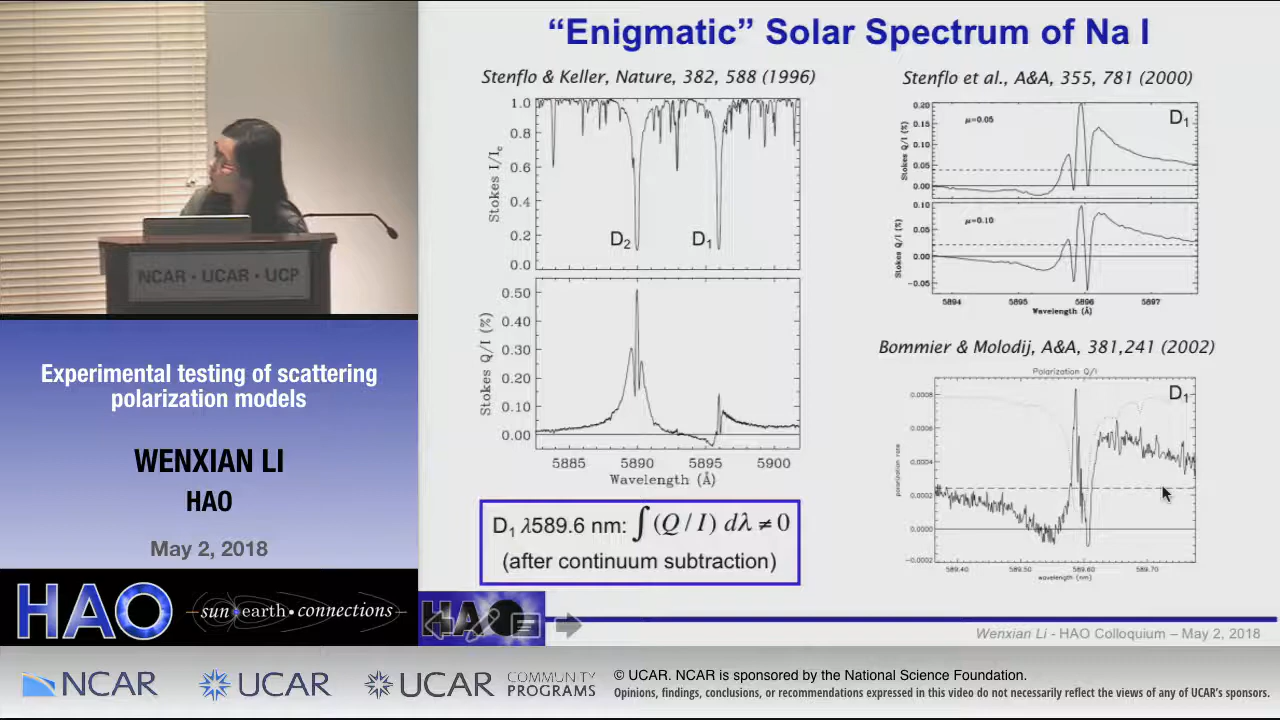 "Enigmatic" Solar Spectrum of Na I
Stenflo & Keller, Nature, 382, 588 (1996)
Stokes I/Ic
1.0
0.8
0.6
0.4
0.2
0.0
D2
D1
Stokes Q/I (%)
0.50
0.40
0.30
0.20
0.10
0.00
5885
5890
5895
5900
Wavelength (Å)
D1 λ589.6 nm: ∫(Q/I) dλ ≠ 0
(after continuum subtraction)
Stenflo et al., A&A, 355, 781 (2000)
Stokes Q/I (%)
0.20
0.15
0.10
0.05
0.00
μ=0.05
D1
Stokes Q/I (%)
0.10
0.05
0.00
−0.05
μ=0.10
5894
5895
5896
5897
Wavelength (Å)
Bommier & Molodij, A&A, 381,241 (2002)
Polarization Q/I
D1
polarization rate
0.0008
0.0006
0.0004
0.0002
0.0000
−0.0002
589.40
589.50
589.60
589.70
wavelength (nm)
Wenxian Li - HAO Colloquium – May 2, 2018
NCAR · UCAR · UCP
Experimental testing of scattering
polarization models
WENXIAN LI
HAO
May 2, 2018
HAO
sun•earth•connections
HAO
NCAR
UCAR
UCAR
COMMUNITY
PROGRAMS
© UCAR. NCAR is sponsored by the National Science Foundation.
Opinions, findings, conclusions, or recommendations expressed in this video do not necessarily reflect the views of any of UCAR's sponsors.